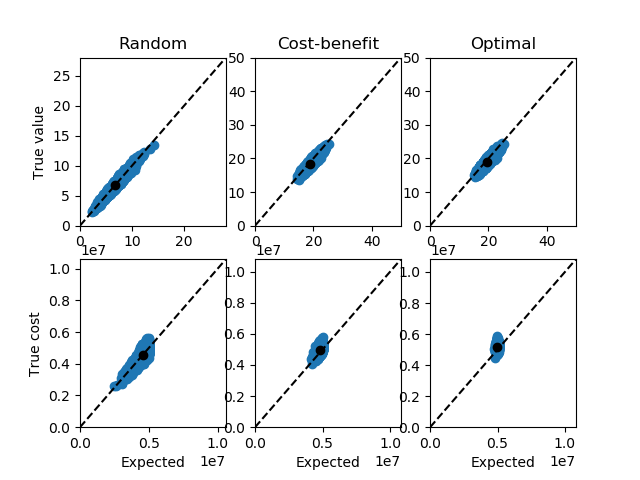 Random Cost-benefit Optimal
25 50 50
20 40 40
15 30 30
10 20 20
5 10 10
0 0 0
True value
0 10 20 0 20 40 0 20 40
1e7 1e7 1e7
1.0 1.0 1.0
0.8 0.8 0.8
0.6 0.6 0.6
0.4 0.4 0.4
0.2 0.2 0.2
0.0 0.0 0.0
True cost
0.0 0.5 1.0 0.0 0.5 1.0 0.0 0.5 1.0
Expected 1e7 Expected 1e7 Expected 1e7